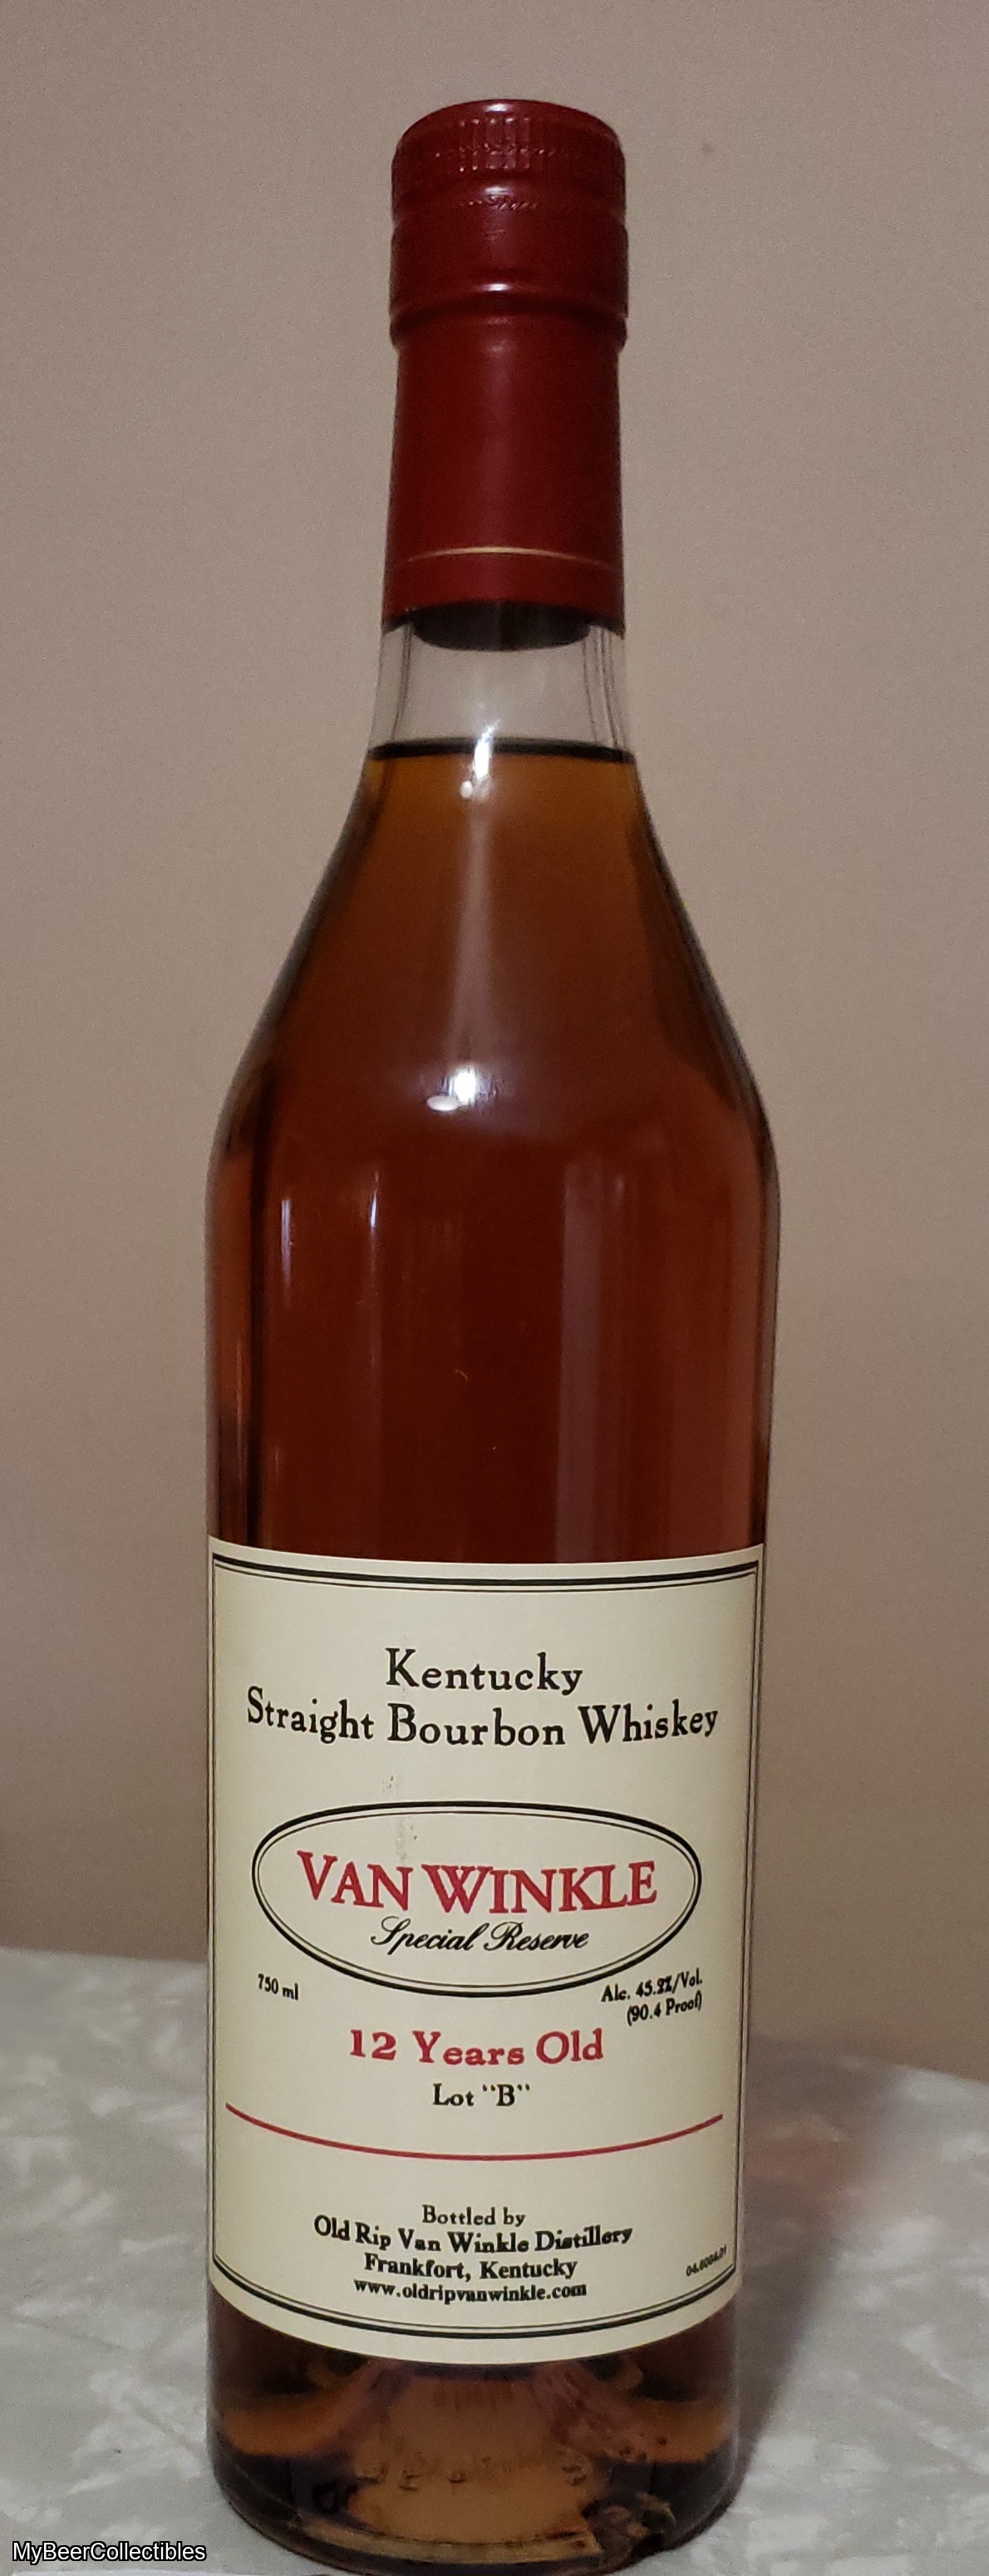 Kentucky
Straight Bourbon Whiskey
VAN WINKLE
Special Reserve
750 ml
Alc. 45.2%/Vol.
(90.4 Proof)
12 Years Old
Lot "B"
Bottled by
Old Rip Van Winkle Distillery
Frankfort, Kentucky
www.oldripvanwinkle.com
MyBeerCollectibles